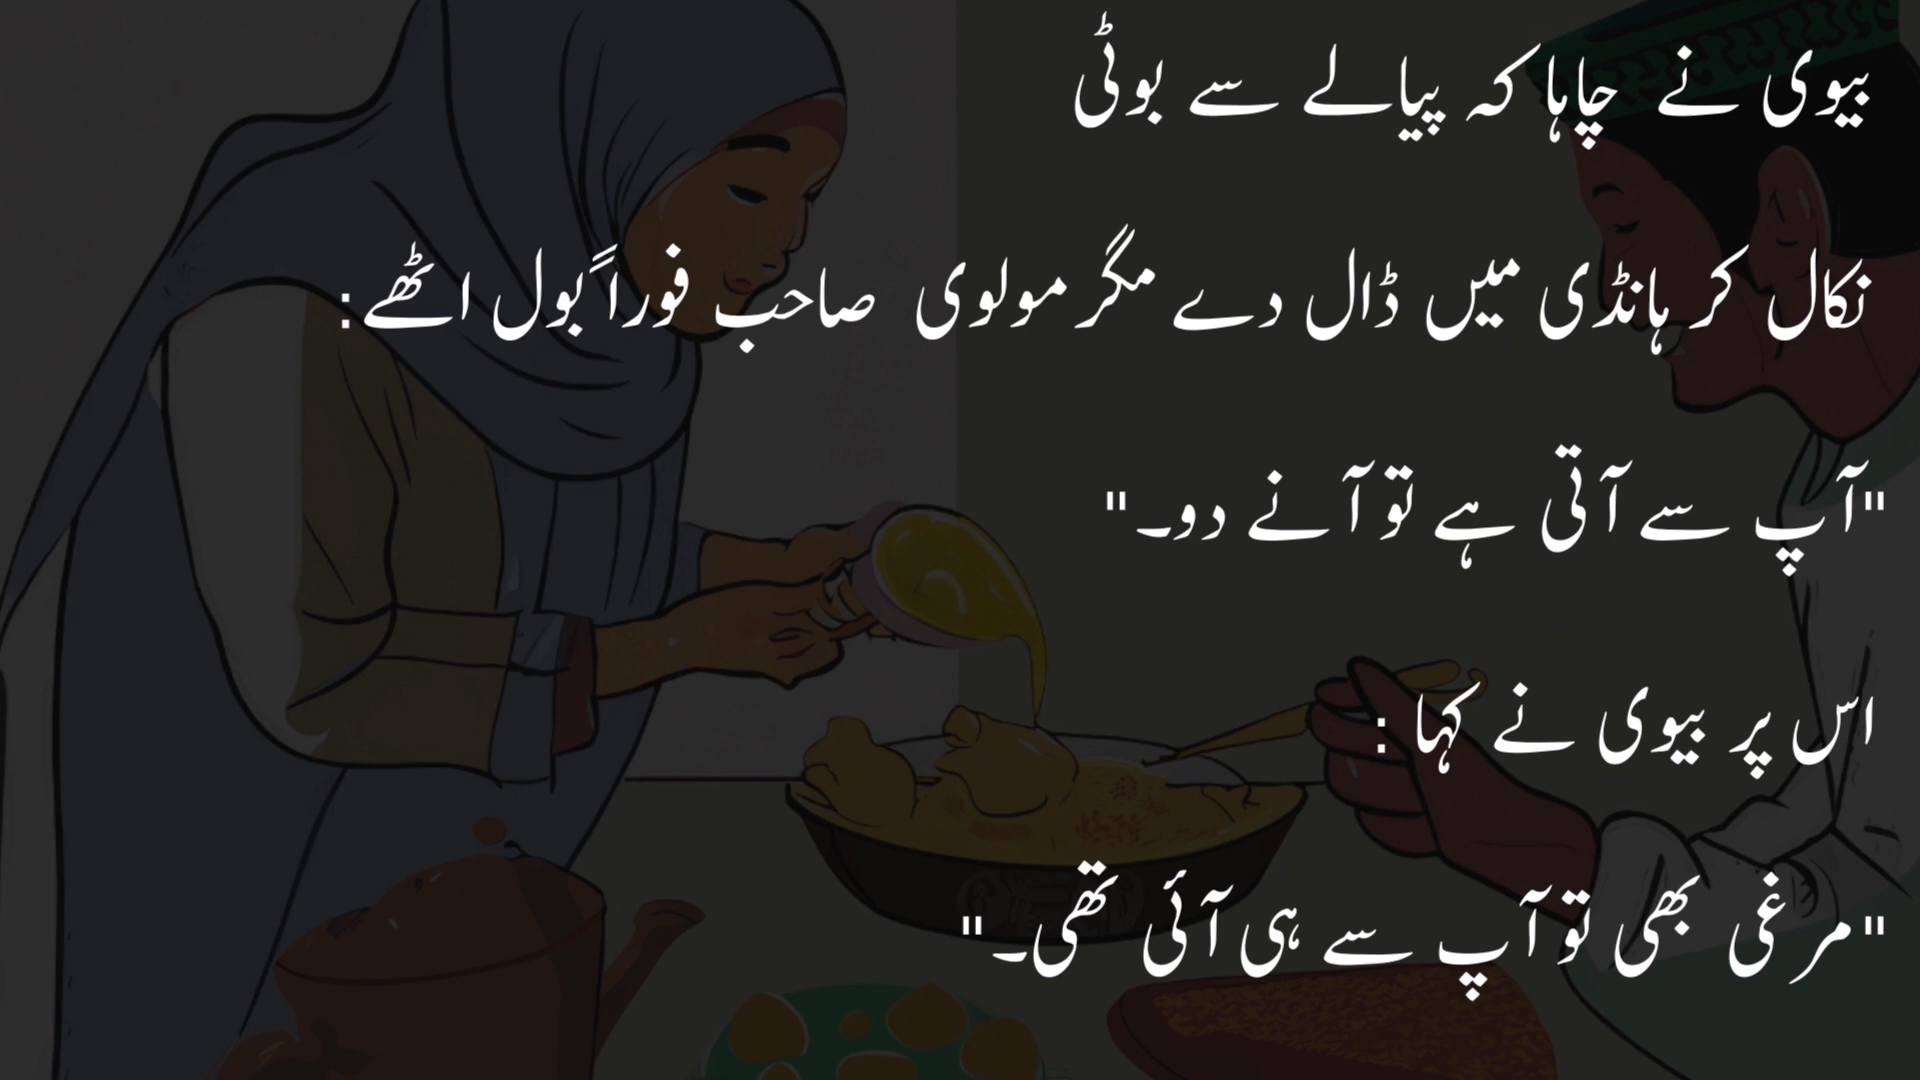 بیوی نے چاہا کہ پیالے سے بوٹی
نکال کر ہانڈی میں ڈال دے مگر مولوی صاحب فوراً بول اٹھے:
"آپ سے آتی ہے تو آنے دو۔"
اس پر بیوی نے کہا :
"مرغی بھی تو آپ سے ہی آئی تھی۔"